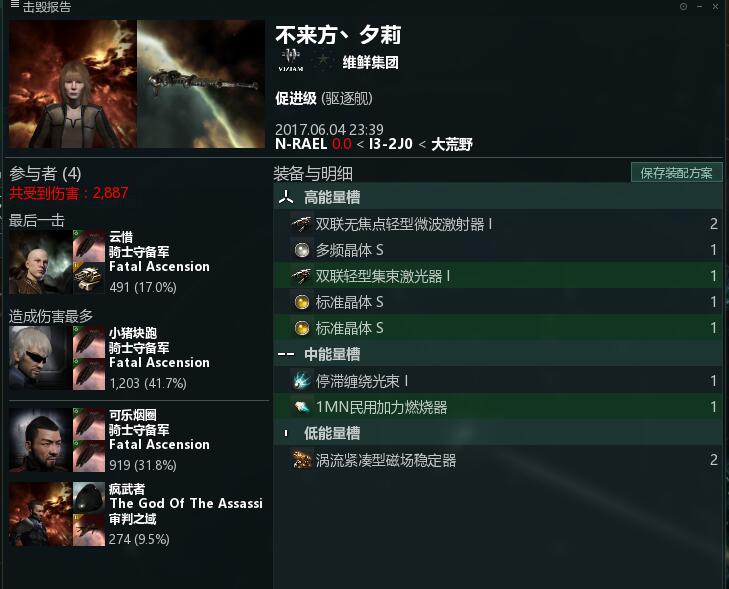 击毁报告
不来方丶夕莉
VIZIAM
维鲜集团
促进级 (驱逐舰)
2017.06.04 23:39
N-RAEL 0.0 < I3-2J0 < 大荒野
参与者 (4)
共受到伤害：2,887
最后一击
云惜
骑士守备军
Fatal Ascension
491 (17.0%)
造成伤害最多
小猪块跑
骑士守备军
Fatal Ascension
1,203 (41.7%)
可乐烟圈
骑士守备军
Fatal Ascension
919 (31.8%)
疯武者
The God Of The Assassi
审判之域
274 (9.5%)
装备与明细
保存装配方案
高能量槽
双联无焦点轻型微波激射器 I 2
多频晶体 S 1
双联轻型集束激光器 I 1
标准晶体 S 1
标准晶体 S 1
中能量槽
停滞缠绕光束 I 1
1MN民用加力燃烧器 1
低能量槽
涡流紧凑型磁场稳定器 2